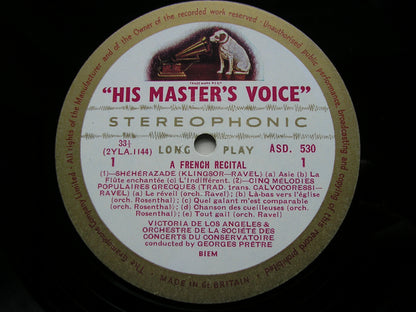 All rights of the Manufacturer and of the Owner of the recorded work reserved · Unauthorised public performance, broadcasting and copying of this record prohibited
TRADE MARK
"HIS MASTER'S VOICE"
STEREOPHONIC
33⅓ LONG PLAY ASD. 530
(2YLA.1144)
1 1
A FRENCH RECITAL
(1)—SHÉHÉRAZADE (KLINGSOR—RAVEL) (a) Asie (b) La
Flûte enchantée (c) L'Indifférent. (2)—CINQ MÉLODIES
POPULAIRES GRECQUES (TRAD. trans. CALVOCORESSI—
RAVEL) (a) Le réveil (orch. Ravel) (b) Là-bas vers l'église
(orch. Rosenthal); (c) Quel galant m'est comparable
(orch. Rosenthal); (d) Chanson des cueilleuses (orch.
Rosenthal); (e) Tout gai! (orch. Ravel)
VICTORIA DE LOS ANGELES &
ORCHESTRE DE LA SOCIÉTÉ DES
CONCERTS DU CONSERVATOIRE
conducted by GEORGES PRÊTRE
BIEM
The Gramophone Company Limited
MADE IN Gt. BRITAIN